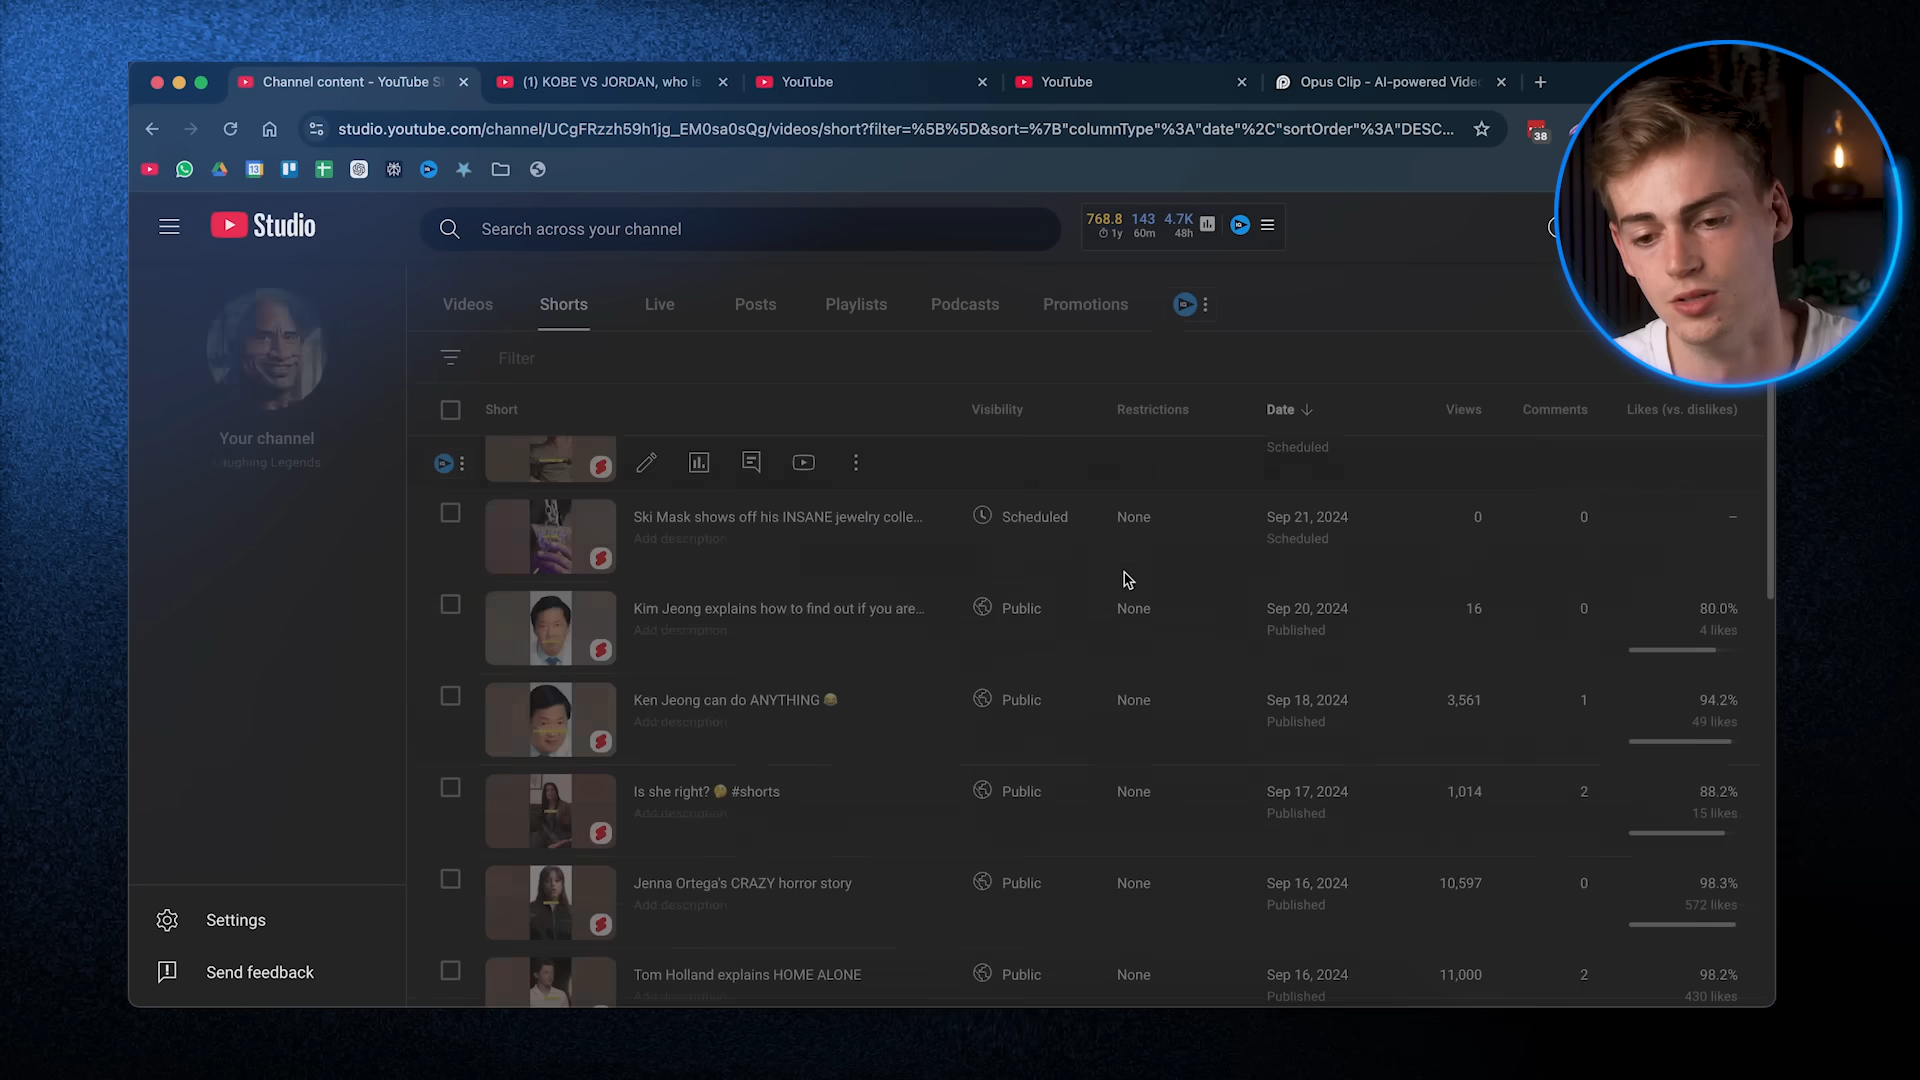 Channel content - YouTube S
(1) KOBE VS JORDAN, who is
YouTube
YouTube
Opus Clip - AI-powered Vide
studio.youtube.com/channel/UCgFRzzh59h1jg_EM0sa0sQg/videos/short?filter=%5B%5D&sort=%7B"columnType"%3A"date"%2C"sortOrder"%3A"DESC...
38
13
Studio
Search across your channel
768.8 143 4.7K
1y 60m 48h
Videos Shorts Live Posts Playlists Podcasts Promotions
Filter
Short Visibility Restrictions Date Views Comments Likes (vs. dislikes)
Your channel
Laughing Legends
Scheduled
Ski Mask shows off his INSANE jewelry colle... Scheduled None Sep 21, 2024 0 0 –
Add description Scheduled
Kim Jeong explains how to find out if you are... Public None Sep 20, 2024 16 0 80.0%
Add description Published 4 likes
Ken Jeong can do ANYTHING 😂 Public None Sep 18, 2024 3,561 1 94.2%
Add description Published 49 likes
Is she right? 🤔 #shorts Public None Sep 17, 2024 1,014 2 88.2%
Add description Published 15 likes
Jenna Ortega's CRAZY horror story Public None Sep 16, 2024 10,597 0 98.3%
Add description Published 572 likes
Tom Holland explains HOME ALONE Public None Sep 16, 2024 11,000 2 98.2%
Add description Published 430 likes
Settings
Send feedback